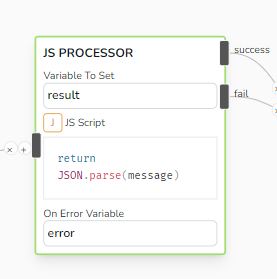 JS PROCESSOR
success
Variable To Set
result
fail
J JS Script
return
JSON.parse(message)
On Error Variable
error